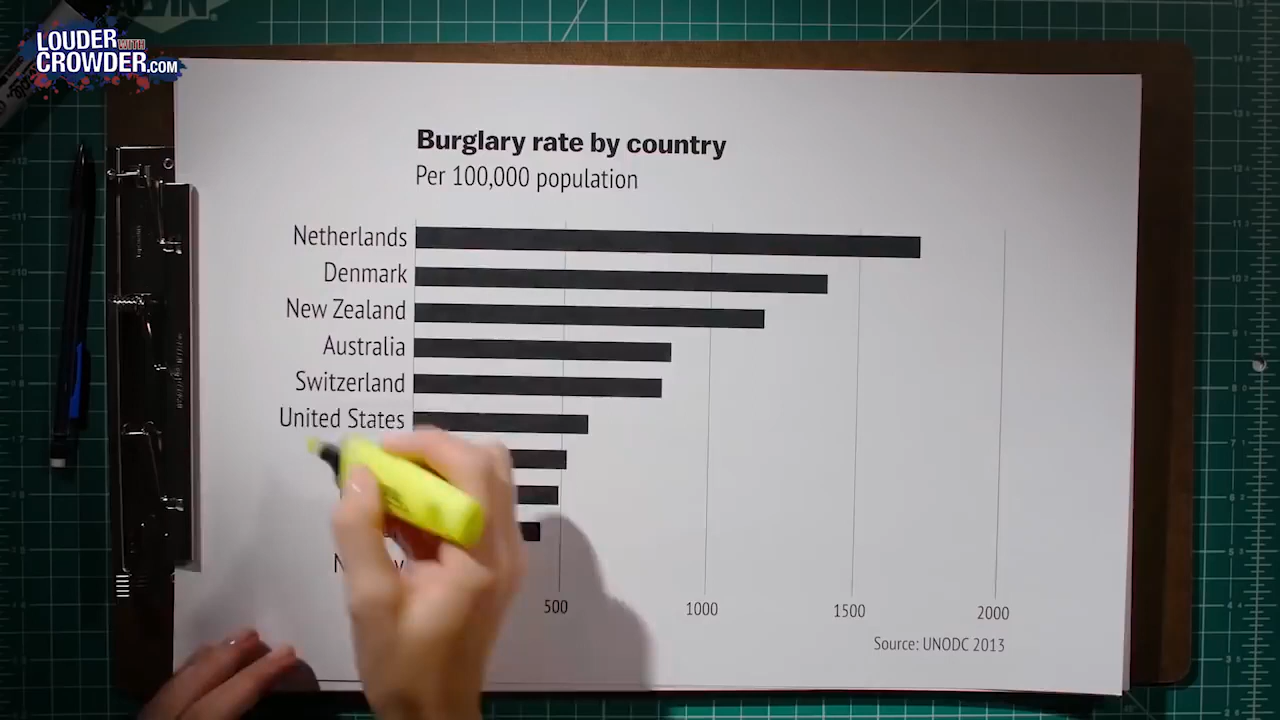 LOUDER WITH
CROWDER.COM
Burglary rate by country
Per 100,000 population
Netherlands
Denmark
New Zealand
Australia
Switzerland
United States
500
1000
1500
2000
Source: UNODC 2013